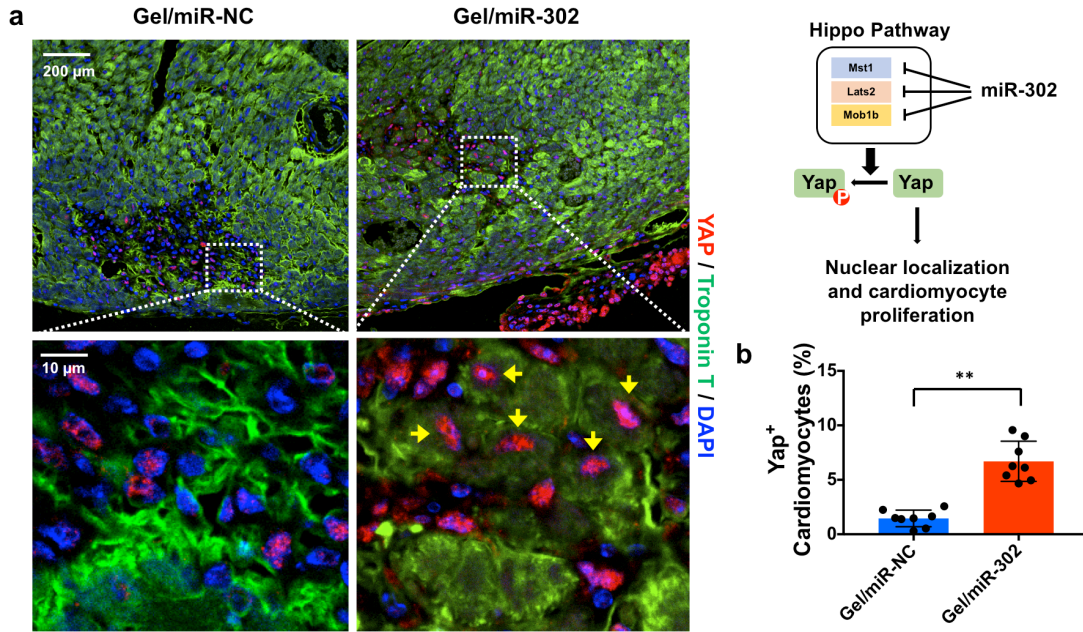 a
Gel/miR-NC
Gel/miR-302
200 µm
10 µm
YAP / Troponin T / DAPI
Hippo Pathway
Mst1
Lats2
Mob1b
miR-302
Yap
P
Yap
Nuclear localization
and cardiomyocyte
proliferation
b
Yap+
Cardiomyocytes (%)
15
10
5
0
**
Gel/miR-NC
Gel/miR-302